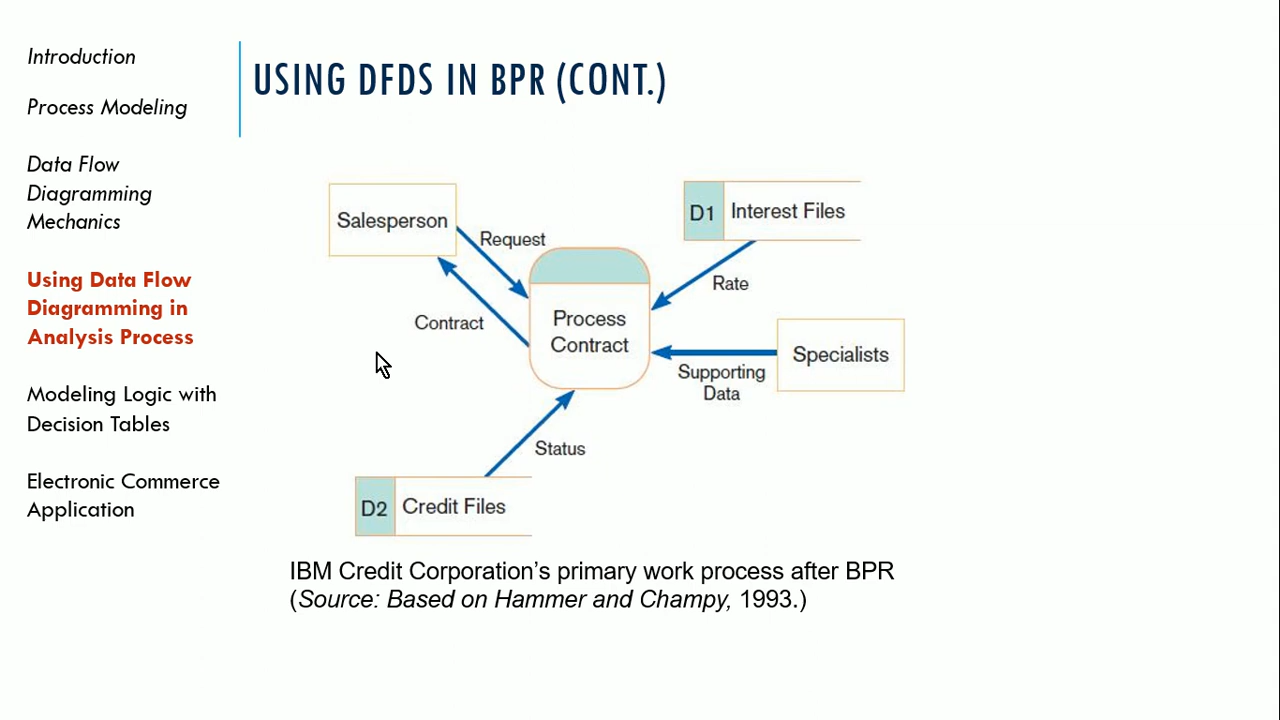 Introduction
Process Modeling
Data Flow
Diagramming
Mechanics
Using Data Flow
Diagramming in
Analysis Process
Modeling Logic with
Decision Tables
Electronic Commerce
Application
USING DFDS IN BPR (CONT.)
Salesperson
Request
Contract
D1 Interest Files
Rate
Process
Contract
Specialists
Supporting
Data
Status
D2 Credit Files
IBM Credit Corporation's primary work process after BPR
(Source: Based on Hammer and Champy, 1993.)